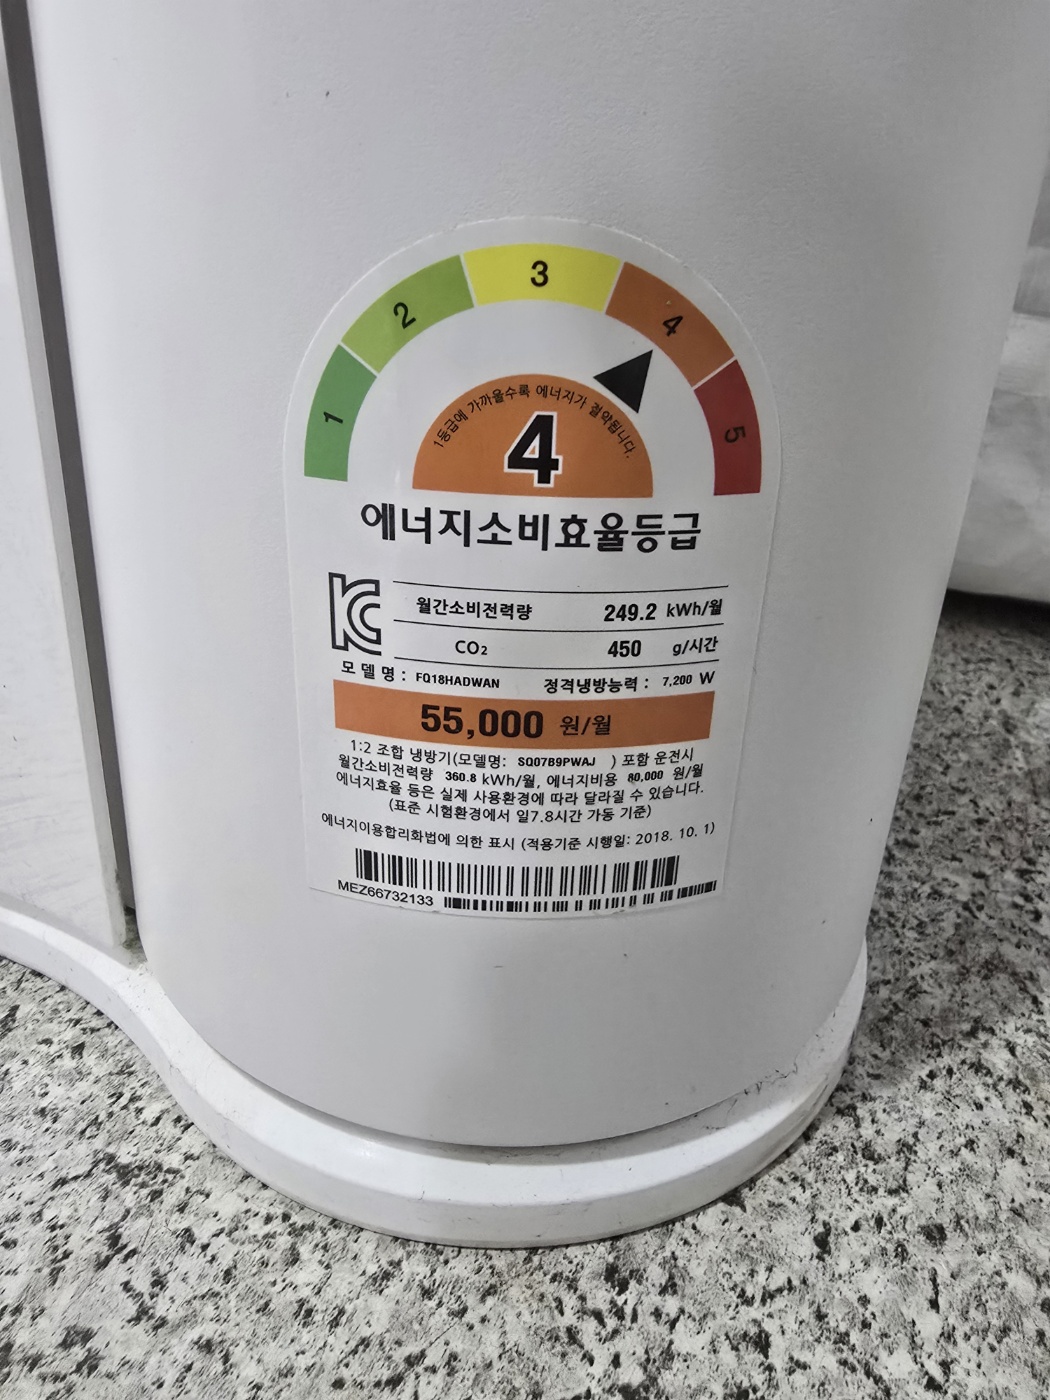 1 2 3 4 5
1등급에 가까울수록 에너지가 절약됩니다.
4
에너지소비효율등급
월간소비전력량 249.2 kWh/월
CO₂ 450 g/시간
모 델 명 : FQ18HADWAN 정격냉방능력 : 7,200 W
55,000 원/월
1:2 조합 냉방기(모델명: SQ07B9PWAJ ) 포함 운전시
월간소비전력량 360.8 kWh/월, 에너지비용 80,000 원/월
에너지효율 등은 실제 사용환경에 따라 달라질 수 있습니다.
(표준 시험환경에서 일7.8시간 가동 기준)
에너지이용합리화법에 의한 표시 (적용기준 시행일: 2018. 10. 1)
MEZ66732133